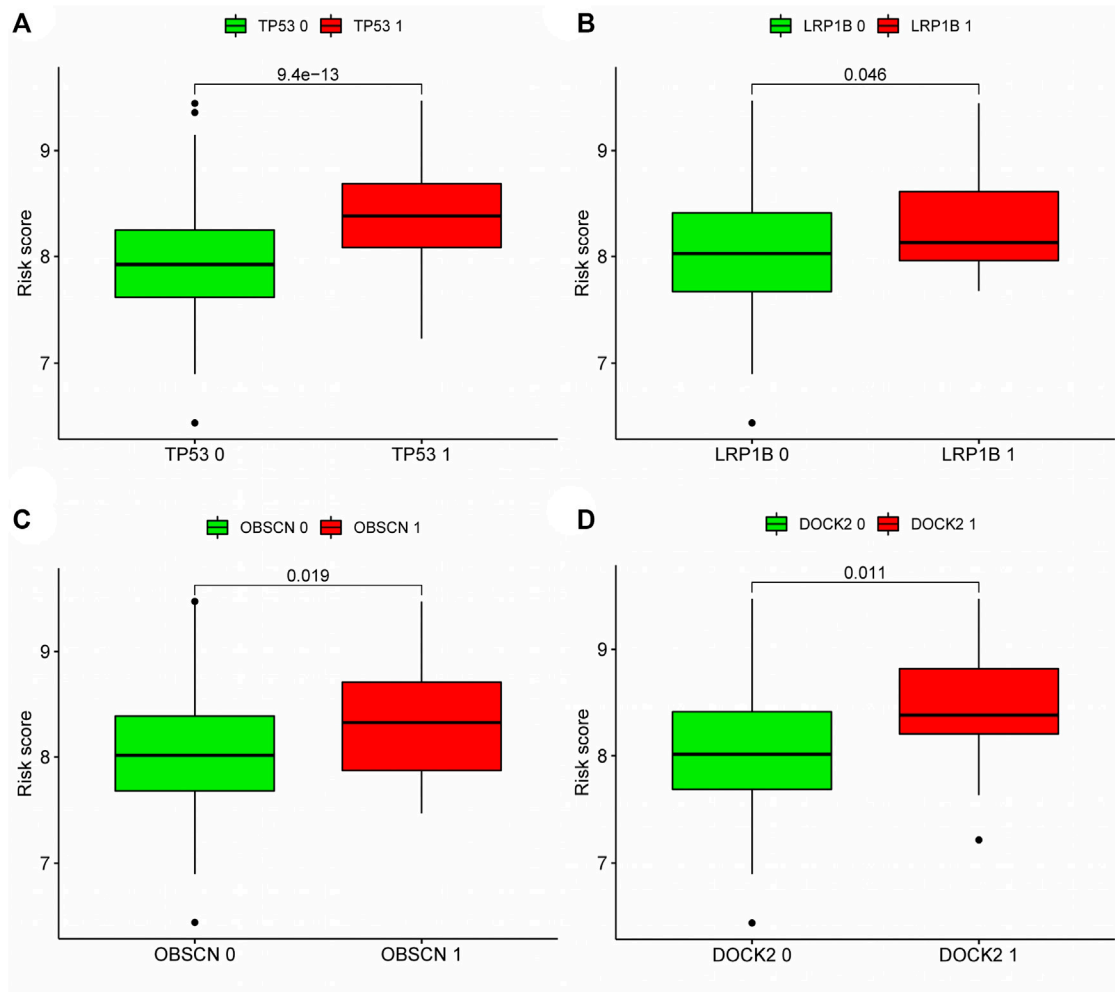 A
TP53 0 TP53 1
9.4e−13
9
8
7
Risk score
TP53 0 TP53 1
B
LRP1B 0 LRP1B 1
0.046
9
8
7
Risk score
LRP1B 0 LRP1B 1
C
OBSCN 0 OBSCN 1
0.019
9
8
7
Risk score
OBSCN 0 OBSCN 1
D
DOCK2 0 DOCK2 1
0.011
9
8
7
Risk score
DOCK2 0 DOCK2 1